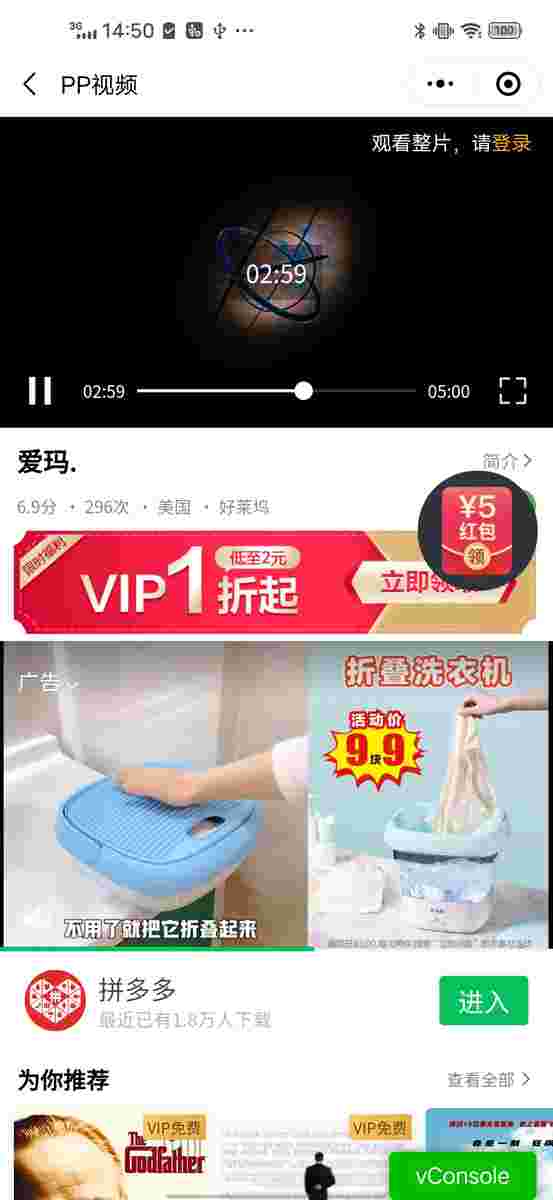 3G 14:50 100
PP视频
观看整片，请登录
02:59
02:59 05:00
爱玛.
简介
6.9分 · 296次 · 美国 · 好莱坞
¥5
红包
领
限时福利
VIP1折起
低至2元
立即领
广告
折叠洗衣机
活动价
9块9
不用了就把它折叠起来
拼多多
最近已有1.8万人下载
进入
为你推荐
查看全部
VIP免费
VIP免费
The
Godfather
vConsole